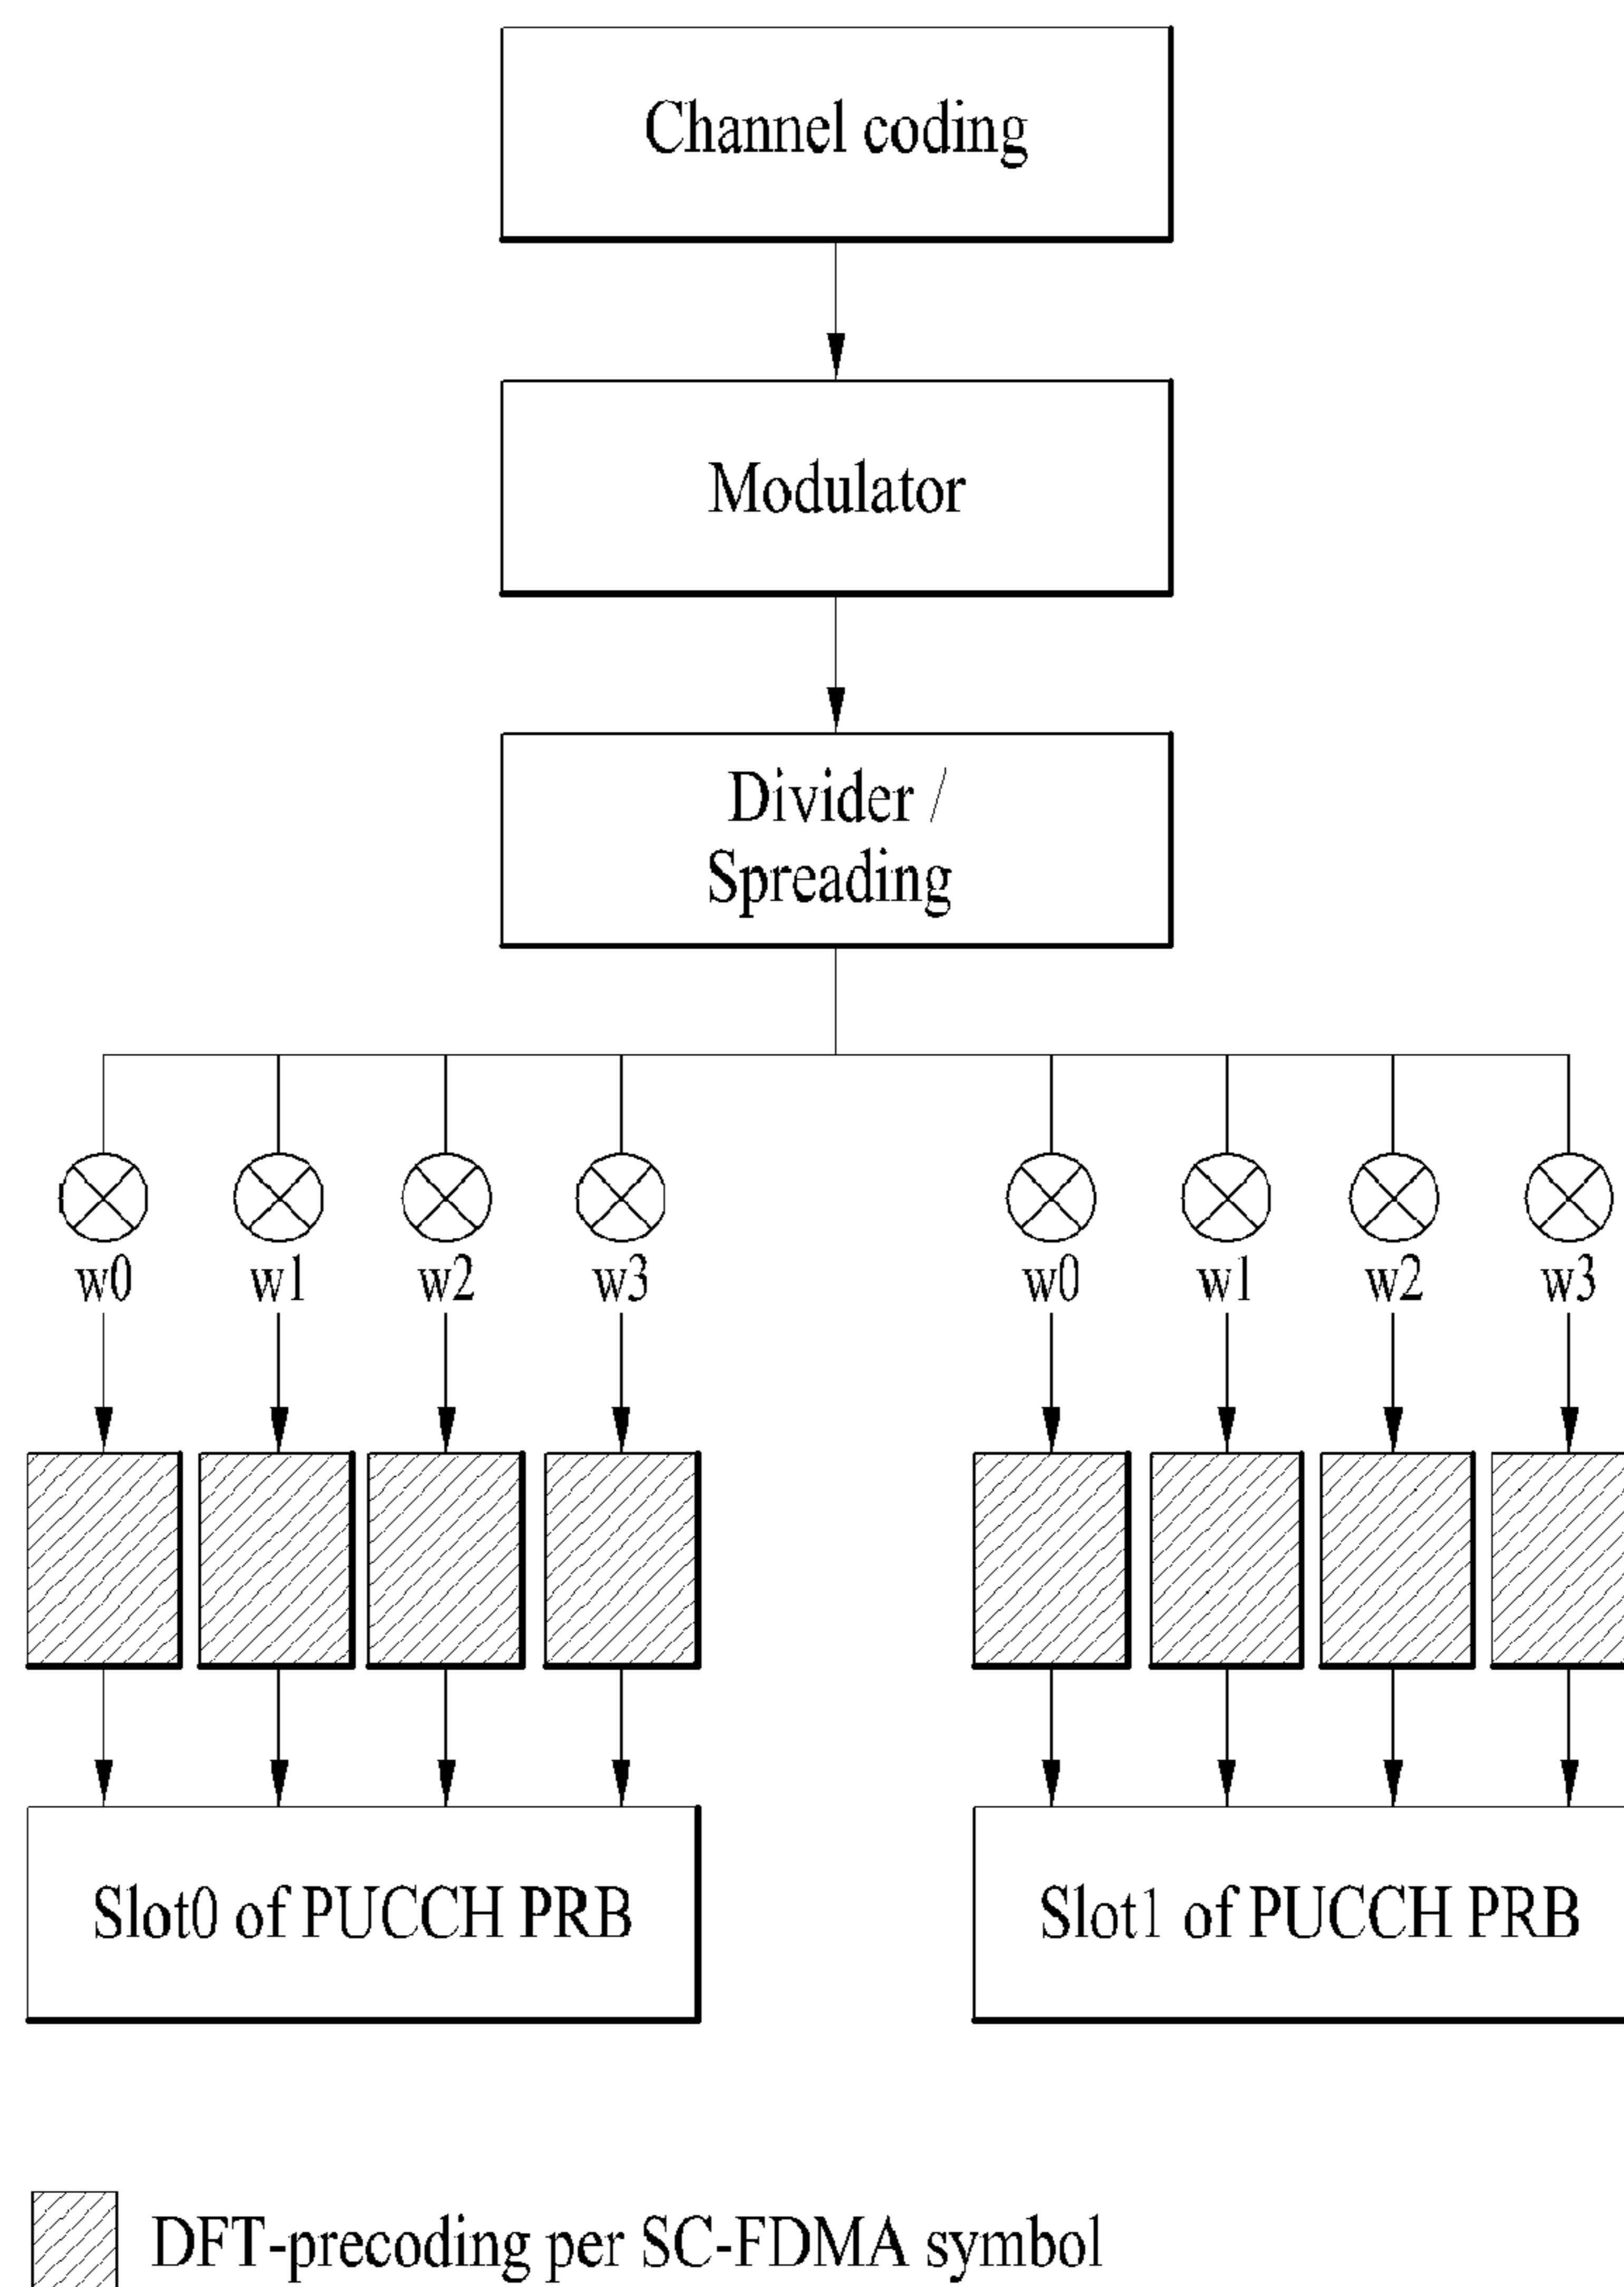 Channel coding
Modulator
Divider /
Spreading
w0 w1 w2 w3 w0 w1 w2 w3
Slot0 of PUCCH PRB Slot1 of PUCCH PRB
DFT-precoding per SC-FDMA symbol